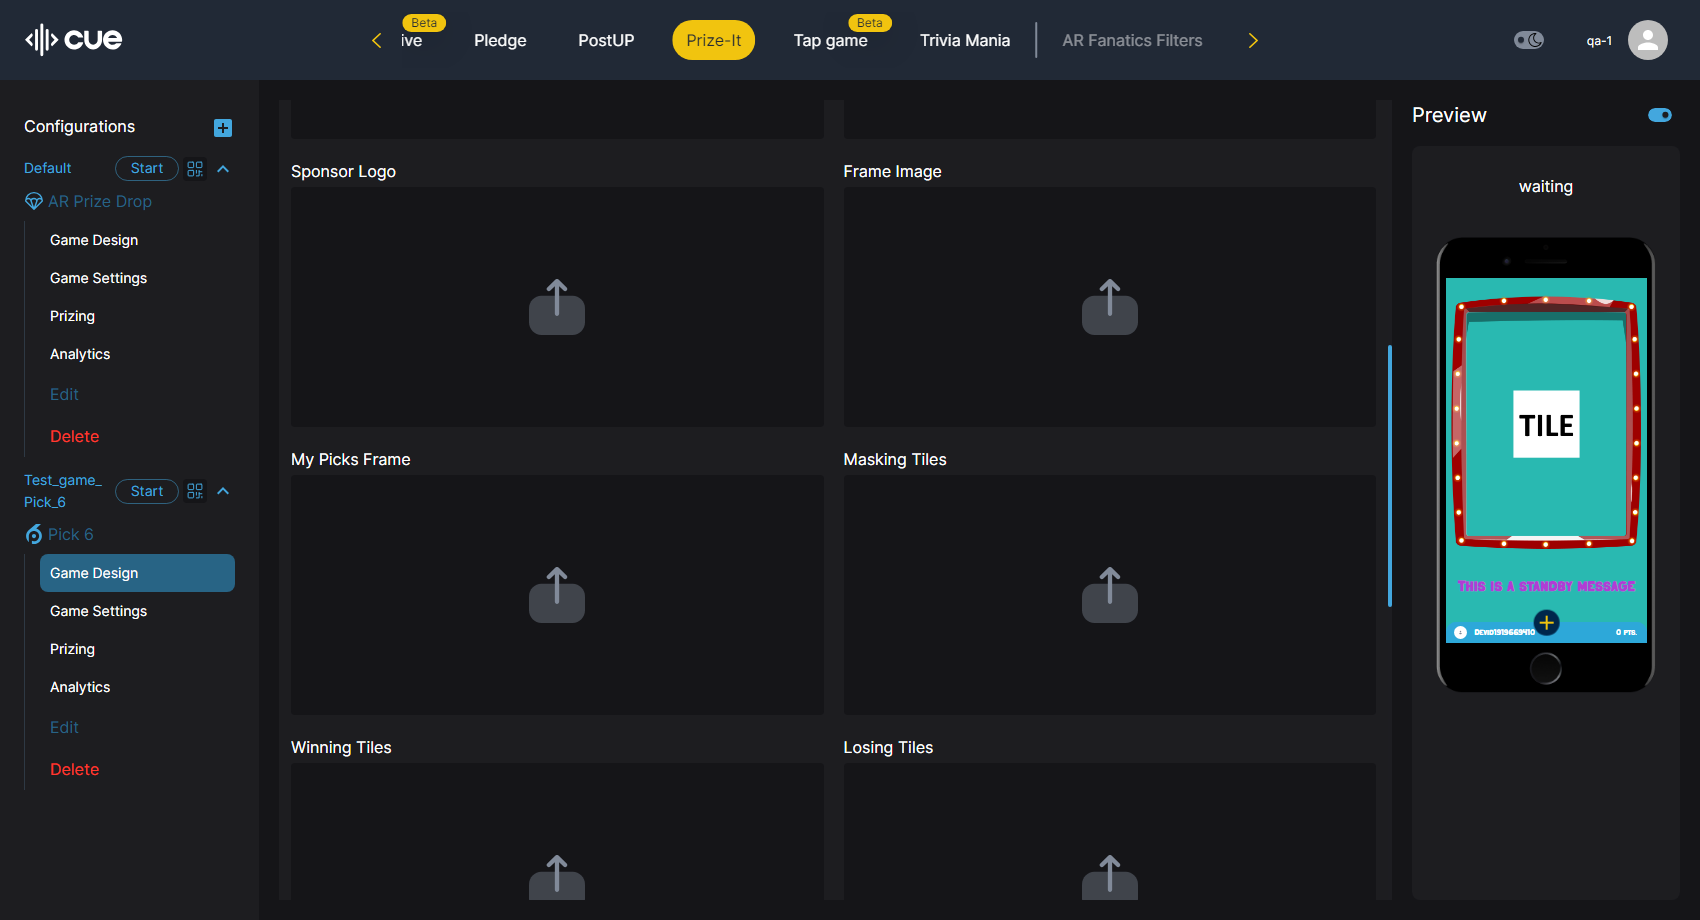 cue
Beta
ive
Pledge
PostUP
Prize-It
Beta
Tap game
Trivia Mania
AR Fanatics Filters
qa-1
Configurations
Default
Start
AR Prize Drop
Game Design
Game Settings
Prizing
Analytics
Edit
Delete
Test_game_
Pick_6
Start
Pick 6
Game Design
Game Settings
Prizing
Analytics
Edit
Delete
Sponsor Logo
Frame Image
My Picks Frame
Masking Tiles
Winning Tiles
Losing Tiles
Preview
waiting
TILE
THIS IS A STANDBY MESSAGE
0 PTS.